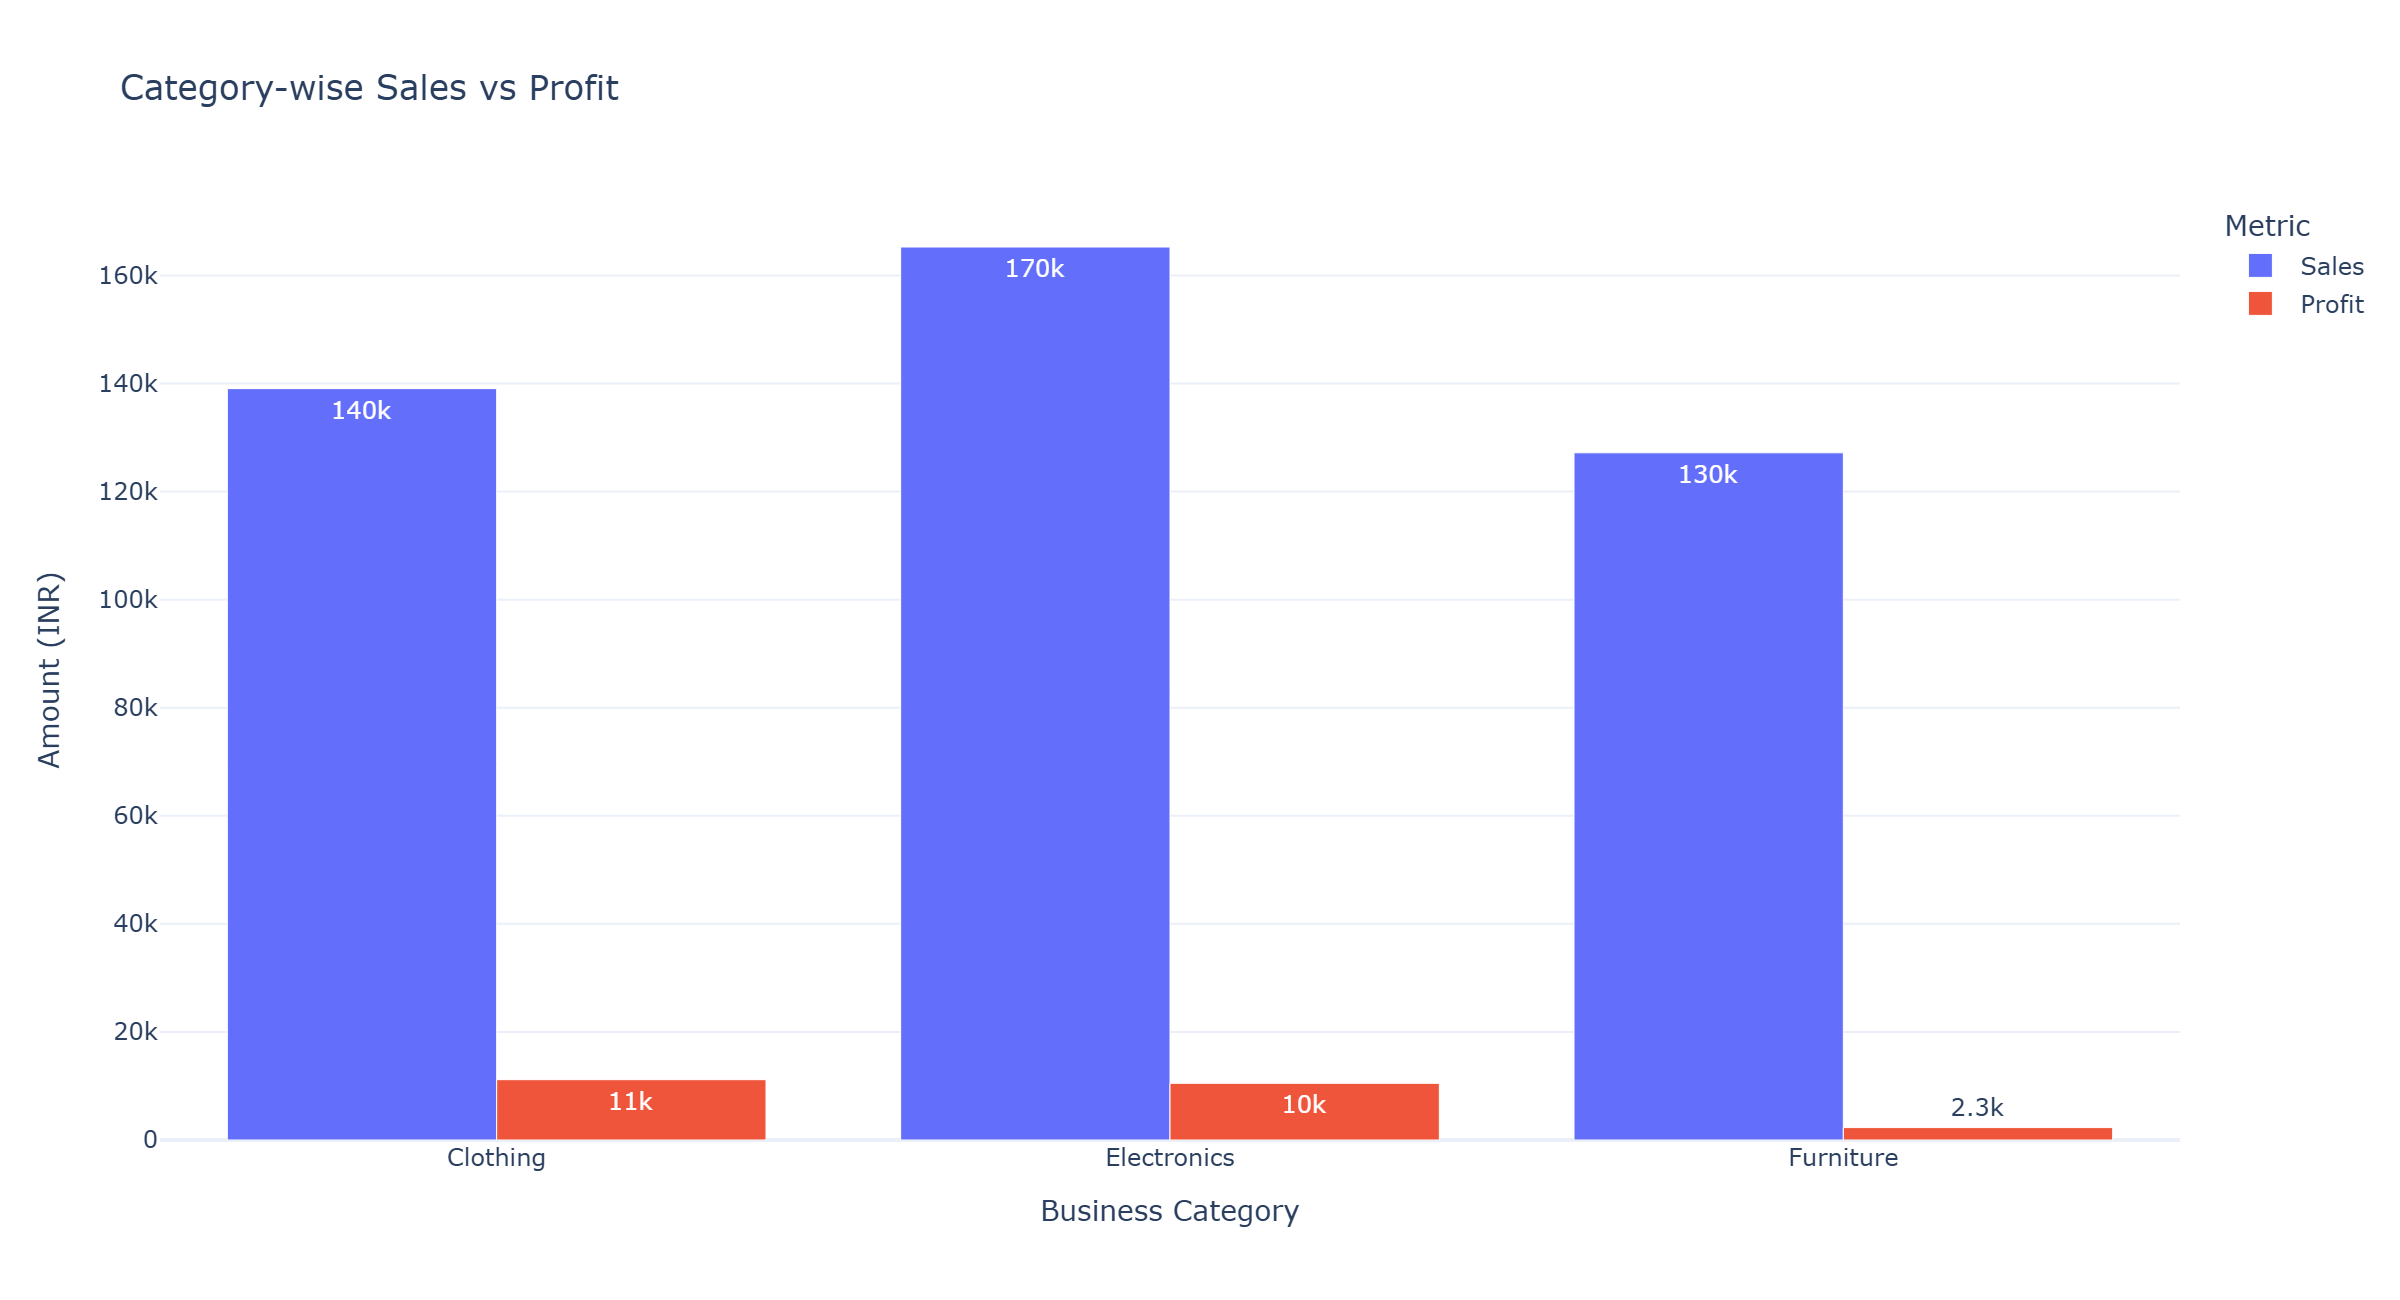 Category-wise Sales vs Profit
Metric
Sales
Profit
Amount (INR)
160k
140k
120k
100k
80k
60k
40k
20k
0
140k
11k
170k
10k
130k
2.3k
Clothing
Electronics
Furniture
Business Category